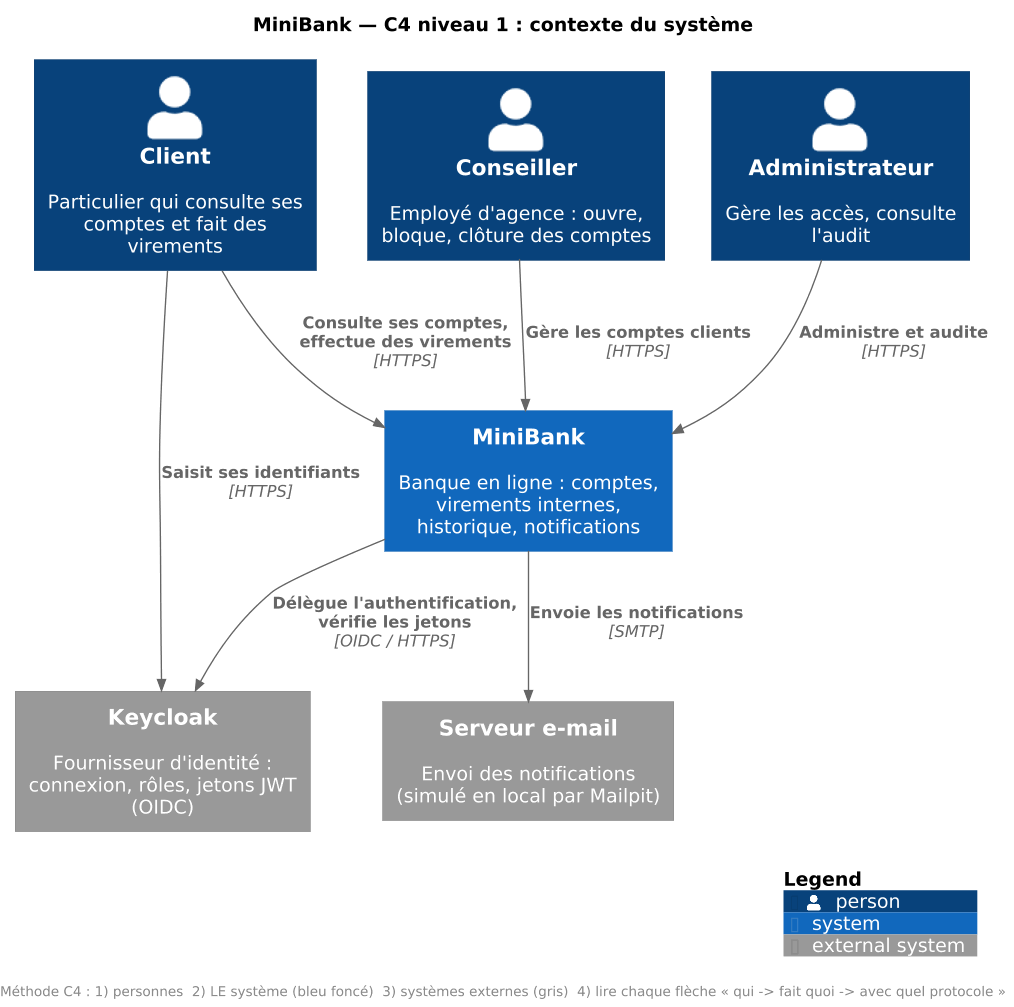 MiniBank — C4 niveau 1 : contexte du système
Client
Particulier qui consulte ses
comptes et fait des
virements
Conseiller
Employé d'agence : ouvre,
bloque, clôture des comptes
Administrateur
Gère les accès, consulte
l'audit
Consulte ses comptes,
effectue des virements
[HTTPS]
Gère les comptes clients
[HTTPS]
Administre et audite
[HTTPS]
MiniBank
Banque en ligne : comptes,
virements internes,
historique, notifications
Saisit ses identifiants
[HTTPS]
Délègue l'authentification,
vérifie les jetons
[OIDC / HTTPS]
Envoie les notifications
[SMTP]
Keycloak
Fournisseur d'identité :
connexion, rôles, jetons JWT
(OIDC)
Serveur e-mail
Envoi des notifications
(simulé en local par Mailpit)
Legend
person
system
external system
Méthode C4 : 1) personnes  2) LE système (bleu foncé)  3) systèmes externes (gris)  4) lire chaque flèche « qui -> fait quoi -> avec quel protocole »